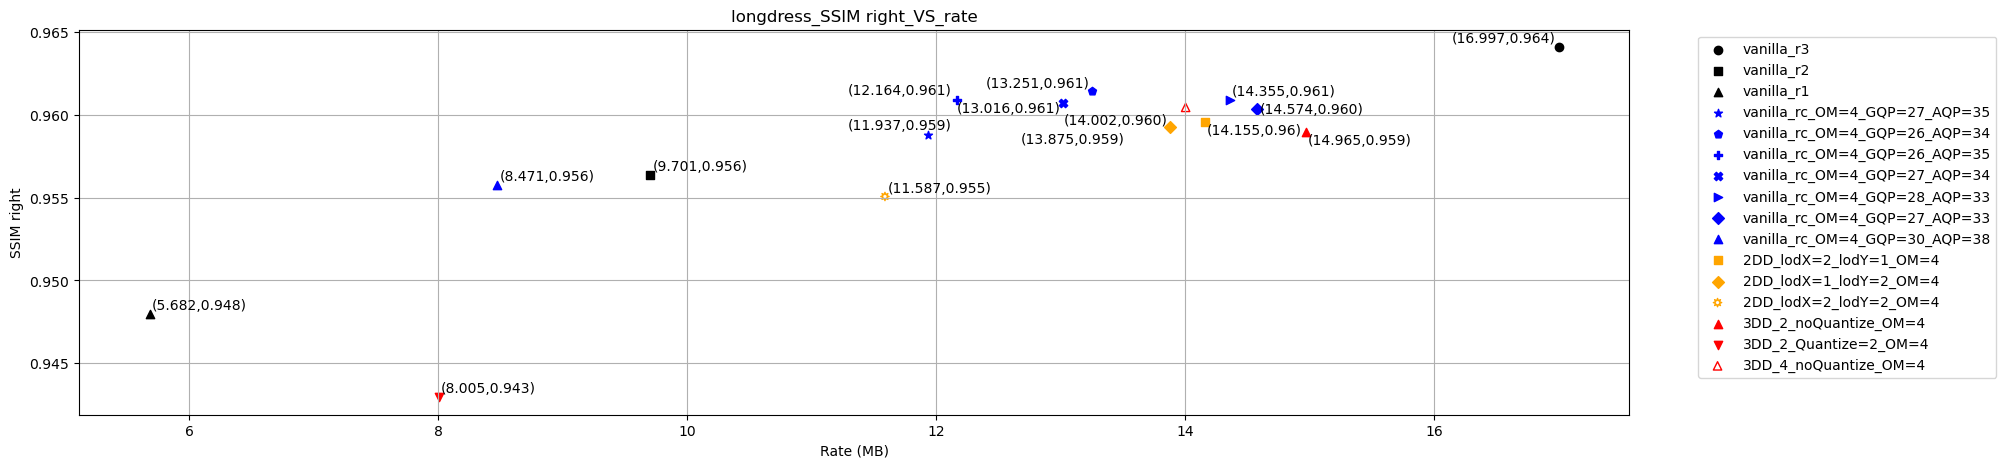 longdress_SSIM right_VS_rate
SSIM right
0.965
0.960
0.955
0.950
0.945
(16.997,0.964)
(13.251,0.961)
(12.164,0.961)
(14.355,0.961)
(13.016,0.961)
(14.574,0.960)
(14.002,0.960)
(11.937,0.959)
(14.155,0.96)
(13.875,0.959)
(14.965,0.959)
(9.701,0.956)
(8.471,0.956)
(11.587,0.955)
(5.682,0.948)
(8.005,0.943)
6
8
10
12
14
16
Rate (MB)
vanilla_r3
vanilla_r2
vanilla_r1
vanilla_rc_OM=4_GQP=27_AQP=35
vanilla_rc_OM=4_GQP=26_AQP=34
vanilla_rc_OM=4_GQP=26_AQP=35
vanilla_rc_OM=4_GQP=27_AQP=34
vanilla_rc_OM=4_GQP=28_AQP=33
vanilla_rc_OM=4_GQP=27_AQP=33
vanilla_rc_OM=4_GQP=30_AQP=38
2DD_lodX=2_lodY=1_OM=4
2DD_lodX=1_lodY=2_OM=4
2DD_lodX=2_lodY=2_OM=4
3DD_2_noQuantize_OM=4
3DD_2_Quantize=2_OM=4
3DD_4_noQuantize_OM=4